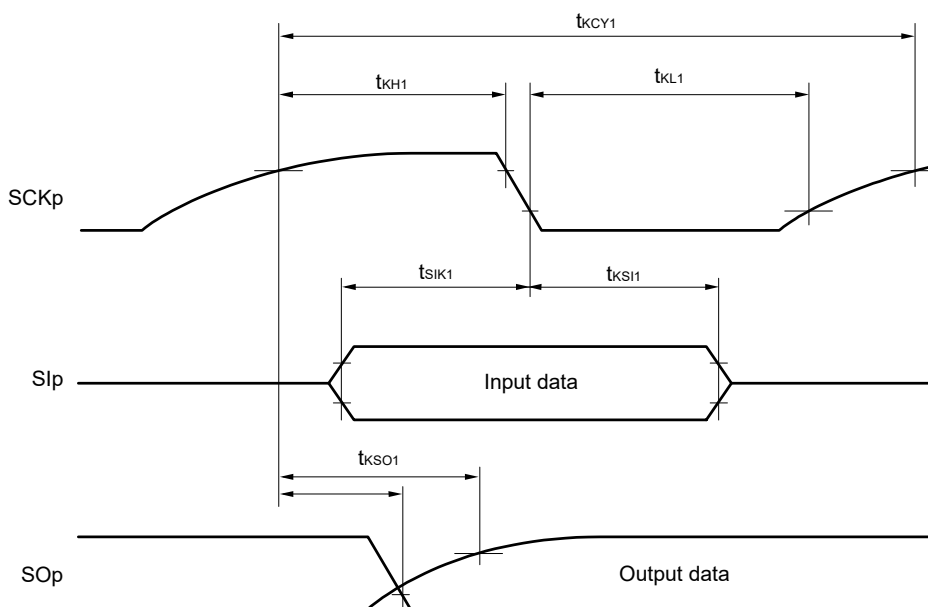 tKCY1
tKH1
tKL1
SCKp
tSIK1
tKSI1
SIp
Input data
tKSO1
SOp
Output data